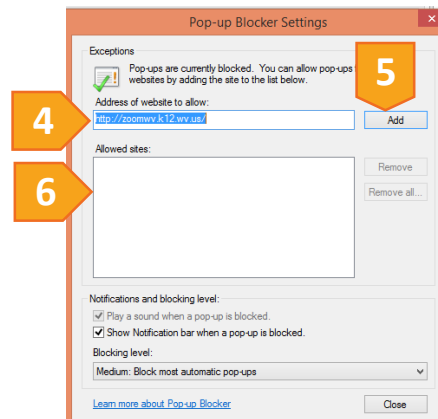 Pop-up Blocker Settings
Exceptions
Pop-ups are currently blocked. You can allow pop-ups
websites by adding the site to the list below.
5
Address of website to allow:
4
http://zoomwv.k12.wv.us/
Add
Allowed sites:
6
Remove
Remove all...
Notifications and blocking level:
Play a sound when a pop-up is blocked.
Show Notification bar when a pop-up is blocked.
Blocking level:
Medium: Block most automatic pop-ups
Learn more about Pop-up Blocker
Close